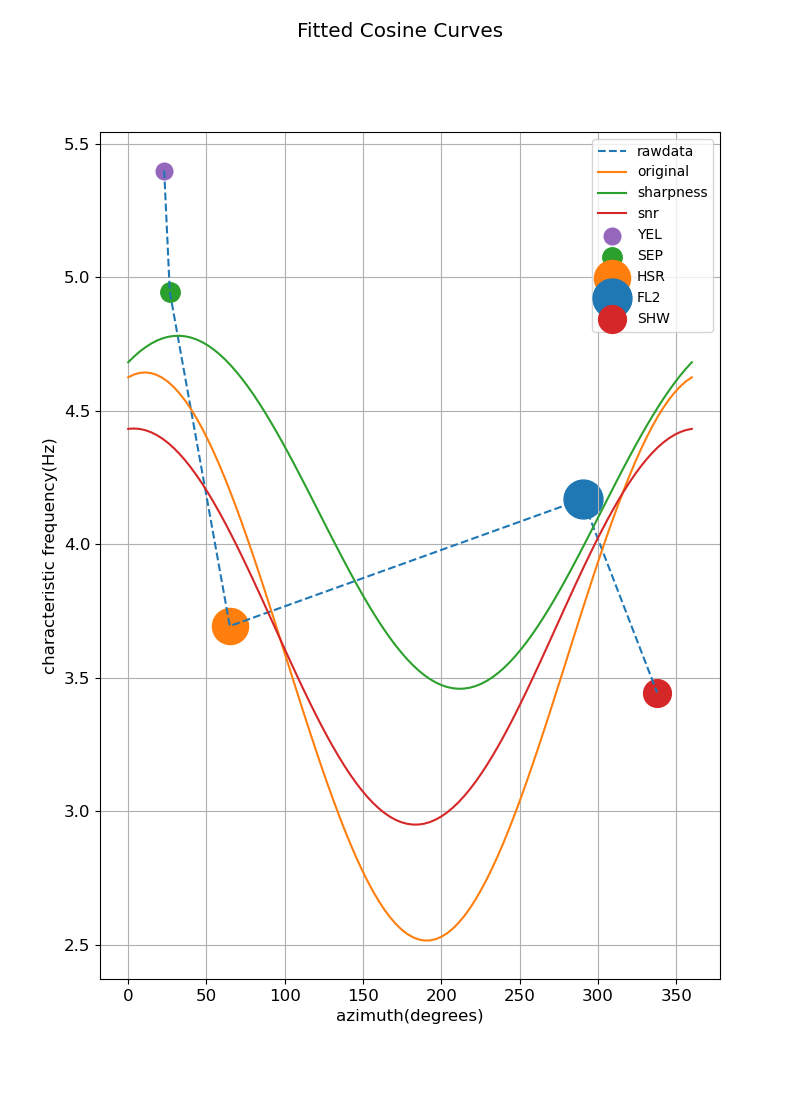 Fitted Cosine Curves
5.5
5.0
4.5
4.0
3.5
3.0
2.5
characteristic frequency(Hz)
rawdata
original
sharpness
snr
YEL
SEP
HSR
FL2
SHW
0 50 100 150 200 250 300 350
azimuth(degrees)